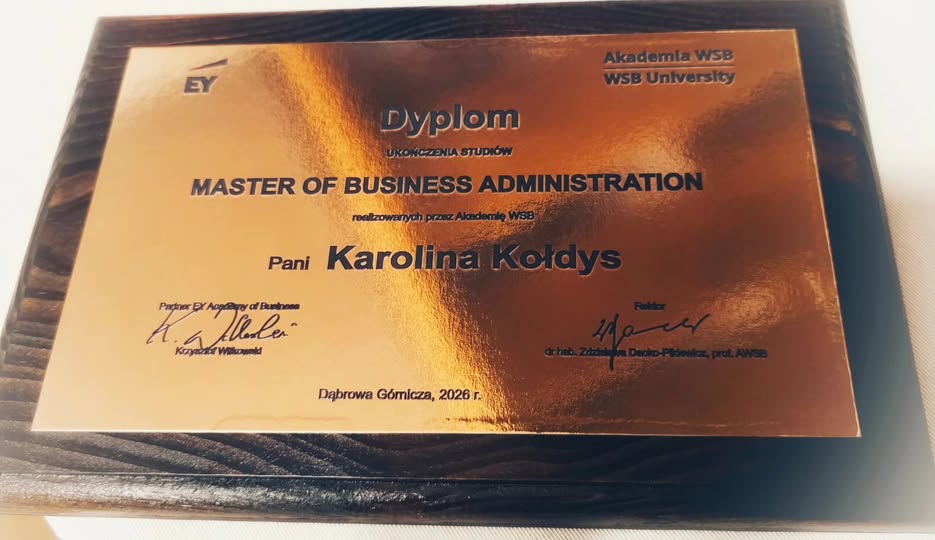 EY
Akademia WSB
WSB University
Dyplom
UKOŃCZENIA STUDIÓW
MASTER OF BUSINESS ADMINISTRATION
realizowanych przez Akademię WSB
Pani Karolina Kołdys
Partner EY Academy of Business
Rektor
Krzysztof Witkowski
dr hab. Zdzisława Dacko-Pikiewicz, prof. AWSB
Dąbrowa Górnicza, 2026 r.